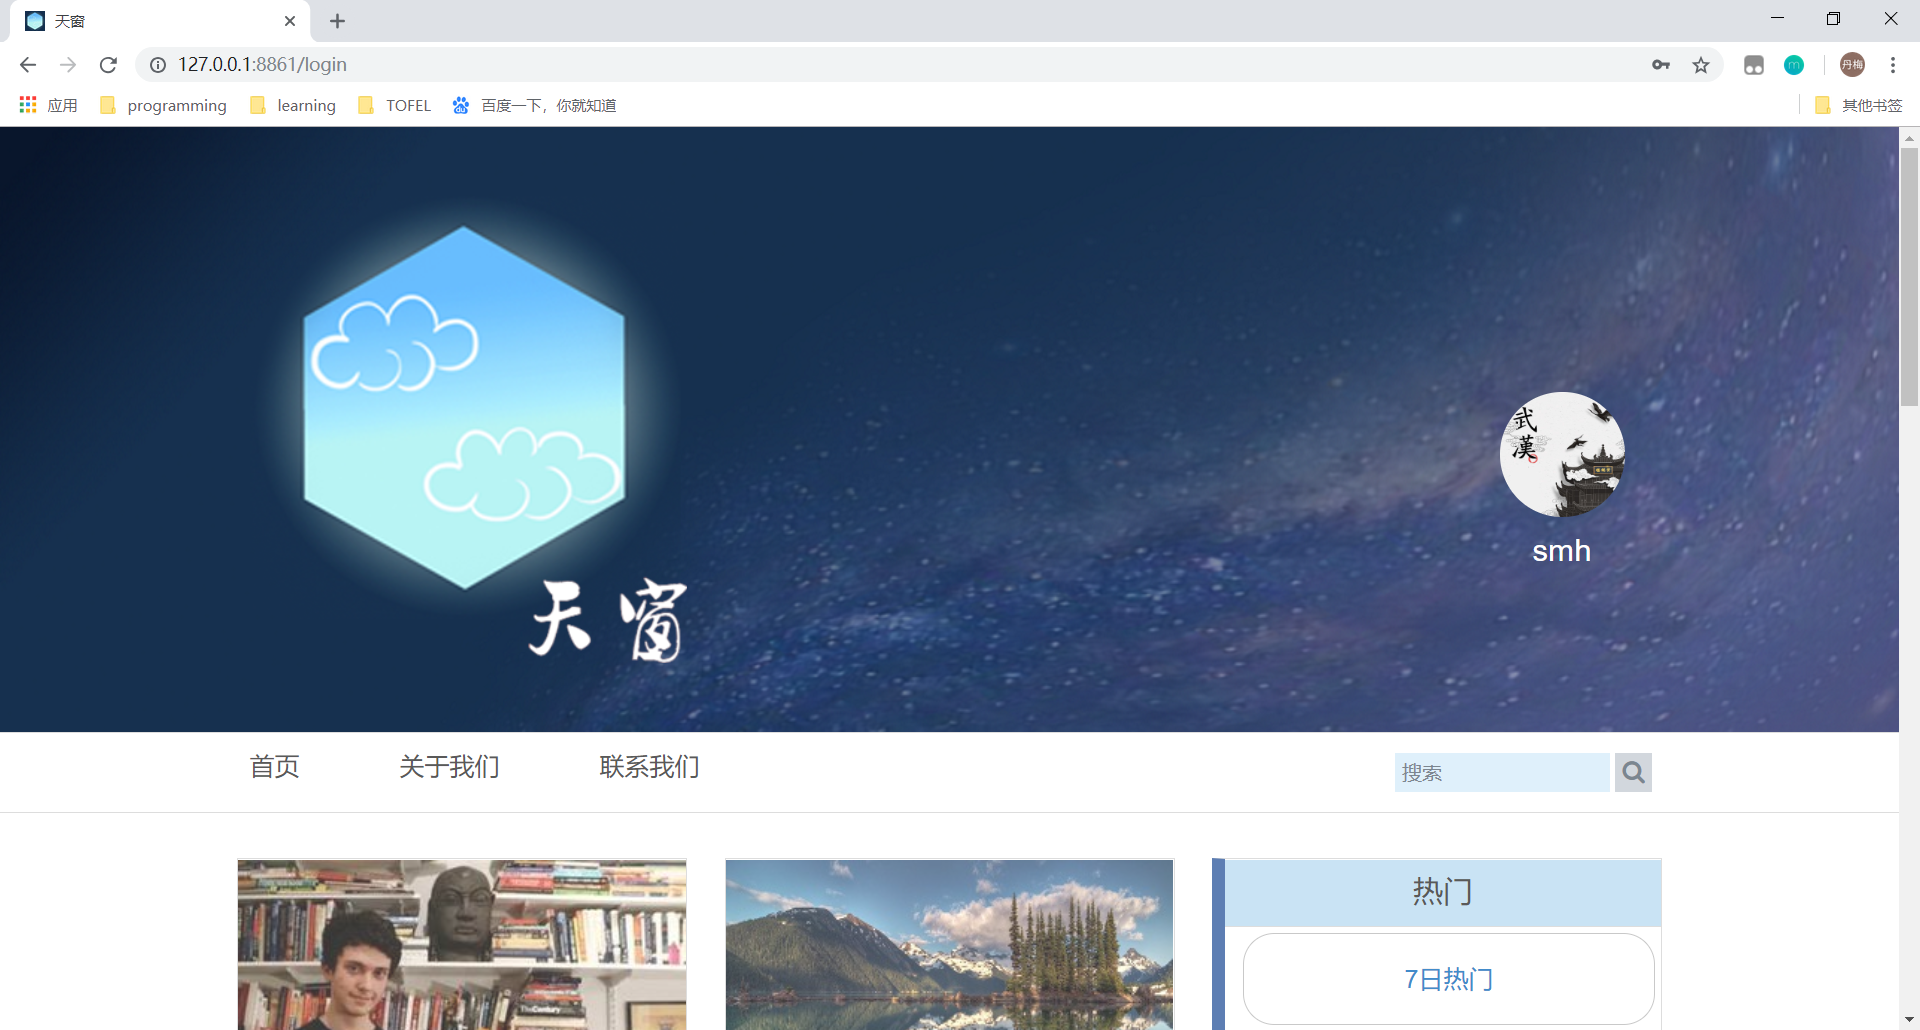 天窗
127.0.0.1:8861/login
丹梅
应用 programming learning TOFEL 百度一下，你就知道 其他书签
武
漢
smh
天窗
首页 关于我们 联系我们 搜索
热门
7日热门